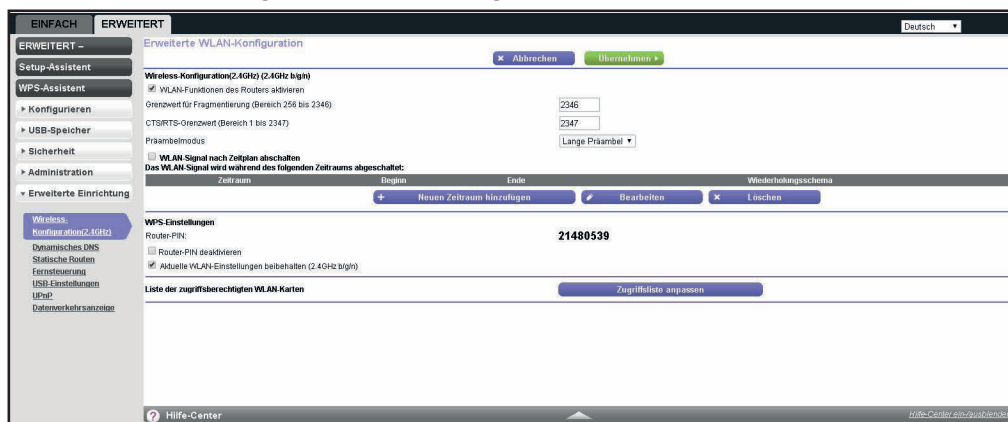 EINFACH ERWEITERT
Deutsch
ERWEITERT –
Setup-Assistent
WPS-Assistent
Konfigurieren
USB-Speicher
Sicherheit
Administration
Erweiterte Einrichtung
Wireless-
Konfiguration(2.4GHz)
Dynamisches DNS
Statische Routen
Fernsteuerung
USB-Einstellungen
UPnP
Datenverkehrsanzeige
Erweiterte WLAN-Konfiguration
Abbrechen Übernehmen
Wireless-Konfiguration(2.4GHz) (2.4GHz b/g/n)
WLAN-Funktionen des Routers aktivieren
Grenzwert für Fragmentierung (Bereich 256 bis 2346) 2346
CTS/RTS-Grenzwert (Bereich 1 bis 2347) 2347
Präambelmodus Lange Präambel
WLAN-Signal nach Zeitplan abschalten
Das WLAN-Signal wird während des folgenden Zeitraums abgeschaltet:
Zeitraum Beginn Ende Wiederholungsschema
+ Neuen Zeitraum hinzufügen Bearbeiten × Löschen
WPS-Einstellungen
Router-PIN: 21480539
Router-PIN deaktivieren
Aktuelle WLAN-Einstellungen beibehalten (2.4GHz b/g/n)
Liste der zugriffsberechtigten WLAN-Karten Zugriffsliste anpassen
? Hilfe-Center Hilfe-Center ein-/ausblenden